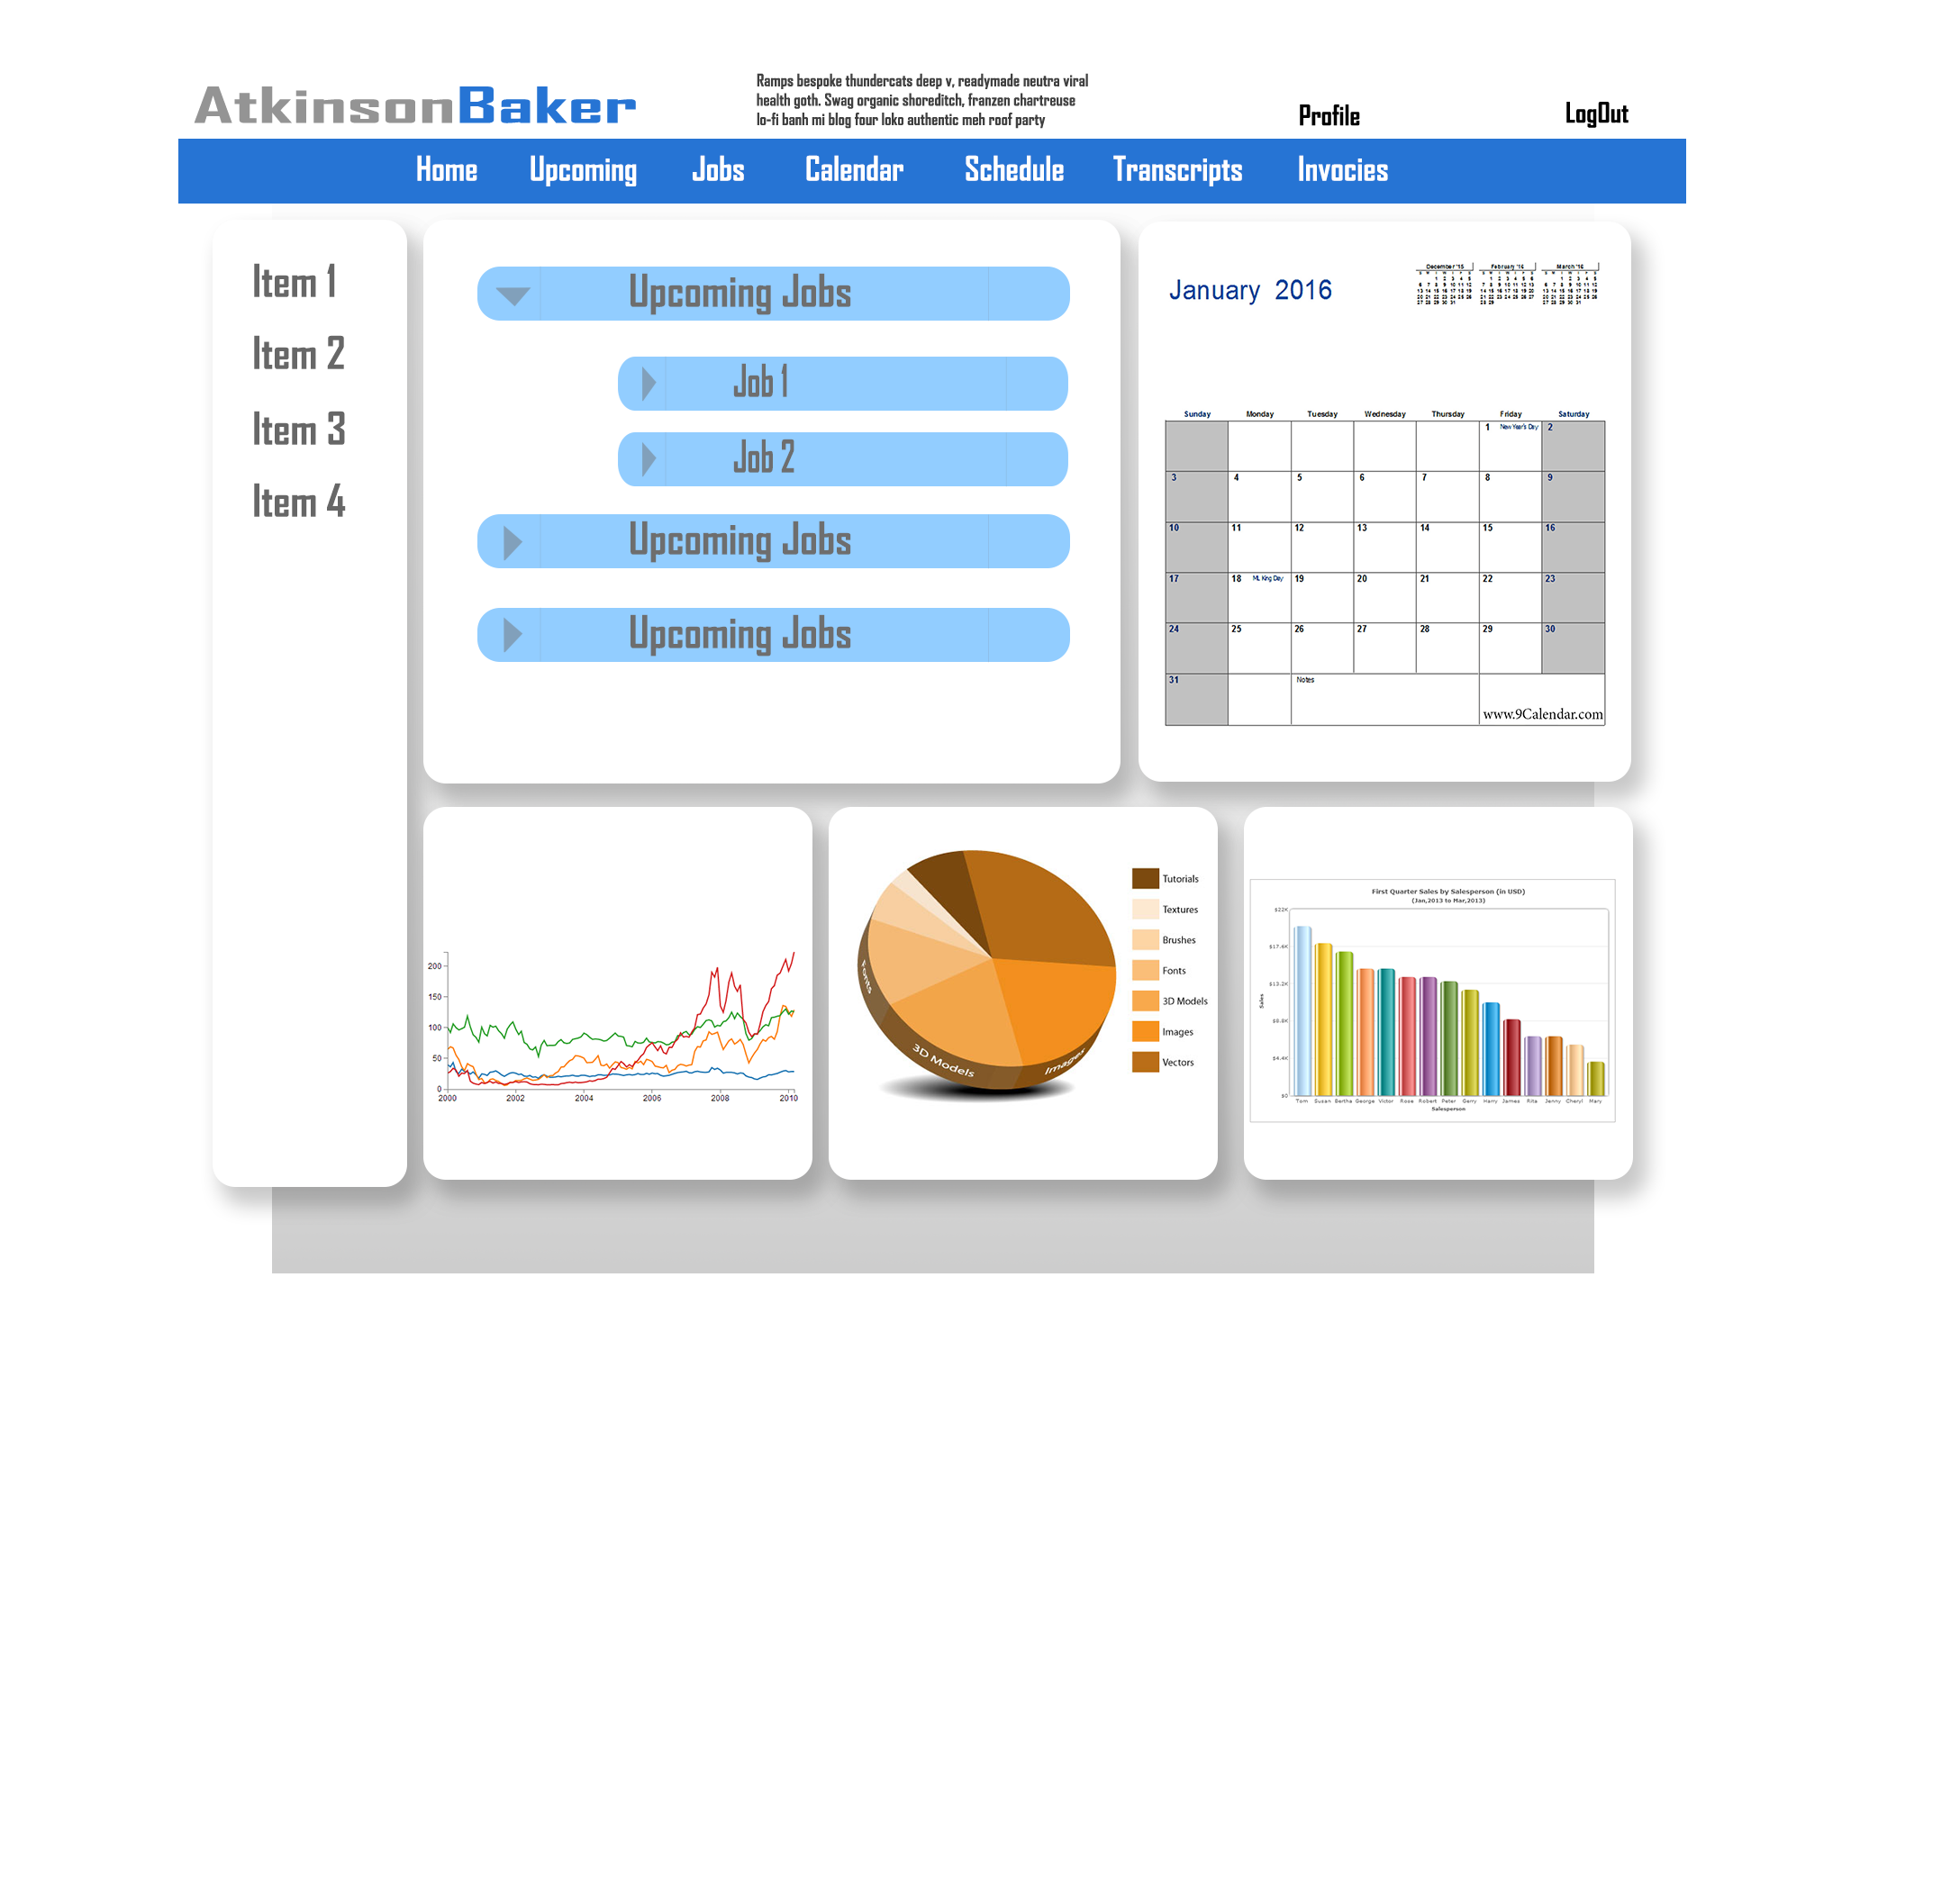 AtkinsonBaker
Ramps bespoke thundercats deep v, readymade neutra viral
health goth. Swag organic shoreditch, franzen chartreuse
lo-fi banh mi blog four loko authentic meh roof party
Profile
LogOut
Home Upcoming Jobs Calendar Schedule Transcripts Invocies
Item 1
Item 2
Item 3
Item 4
Upcoming Jobs
Job 1
Job 2
Upcoming Jobs
Upcoming Jobs
January 2016
December '15 February '16 March '16
Sunday Monday Tuesday Wednesday Thursday Friday Saturday
1 New Year's Day 2
3 4 5 6 7 8 9
10 11 12 13 14 15 16
17 18 ML King Day 19 20 21 22 23
24 25 26 27 28 29 30
31 Notes
www.9Calendar.com
200
150
100
50
0
2000 2002 2004 2006 2008 2010
Fonts
3D Models
Images
Tutorials
Textures
Brushes
Fonts
3D Models
Images
Vectors
First Quarter Sales by Salesperson (in USD)
(Jan,2013 to Mar,2013)
$22K
$17.6K
$13.2K
$8.8K
$4.4K
$0
Sales
Tom Susan Bertha George Victor Rose Robert Peter Gerry Harry James Rita Jenny Cheryl Mary
Salesperson